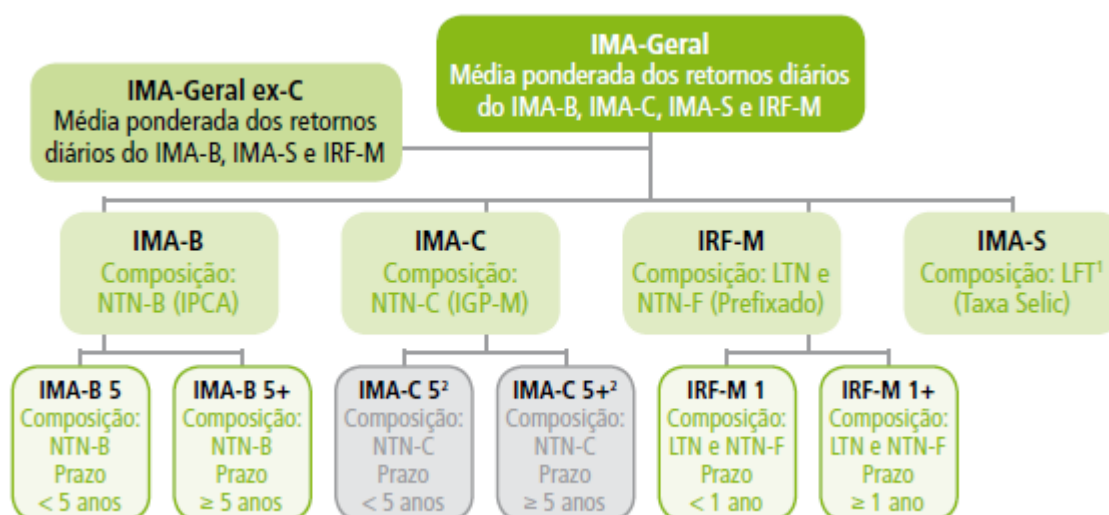 IMA-Geral
Média ponderada dos retornos diários
do IMA-B, IMA-C, IMA-S e IRF-M
IMA-Geral ex-C
Média ponderada dos retornos
diários do IMA-B, IMA-S e IRF-M
IMA-B
Composição:
NTN-B (IPCA)
IMA-C
Composição:
NTN-C (IGP-M)
IRF-M
Composição: LTN e
NTN-F (Prefixado)
IMA-S
Composição: LFT¹
(Taxa Selic)
IMA-B 5
Composição:
NTN-B
Prazo
< 5 anos
IMA-B 5+
Composição:
NTN-B
Prazo
≥ 5 anos
IMA-C 5²
Composição:
NTN-C
Prazo
< 5 anos
IMA-C 5+²
Composição:
NTN-C
Prazo
≥ 5 anos
IRF-M 1
Composição:
LTN e NTN-F
Prazo
< 1 ano
IRF-M 1+
Composição:
LTN e NTN-F
Prazo
≥ 1 ano